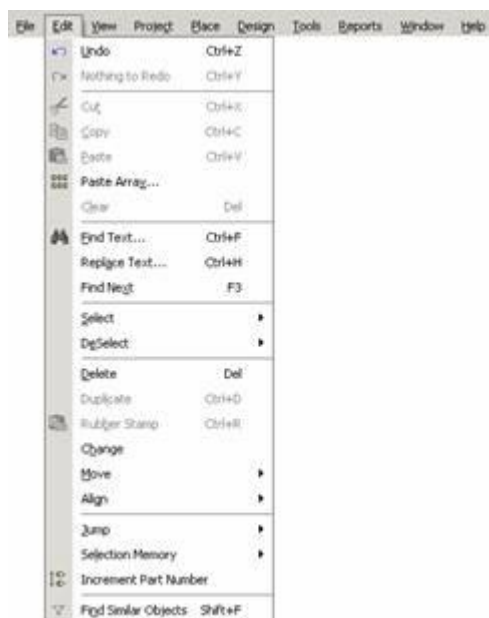 File Edit View Project Place Design Tools Reports Window Help
Undo Ctrl+Z
Nothing to Redo Ctrl+Y
Cut Ctrl+X
Copy Ctrl+C
Paste Ctrl+V
Paste Array...
Clear Del
Find Text... Ctrl+F
Replace Text... Ctrl+H
Find Next F3
Select
DeSelect
Delete Del
Duplicate Ctrl+D
Rubber Stamp Ctrl+R
Change
Move
Align
Jump
Selection Memory
Increment Part Number
Find Similar Objects Shift+F